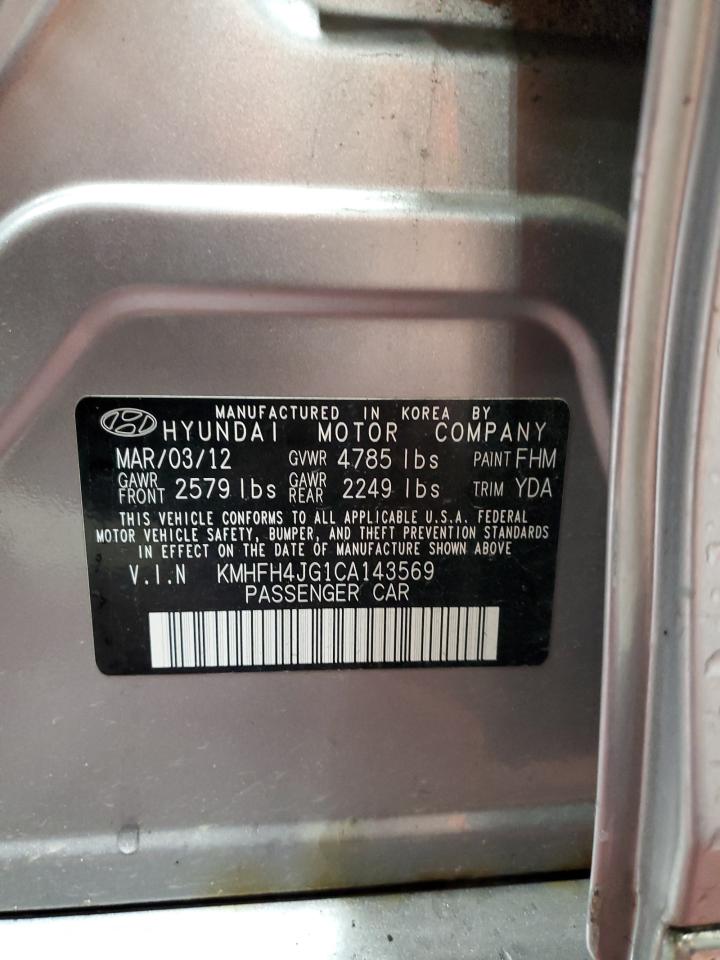 MANUFACTURED IN KOREA BY
HYUNDAI MOTOR COMPANY
MAR/03/12 GVWR 4785 lbs PAINT FHM
GAWR FRONT 2579 lbs GAWR REAR 2249 lbs TRIM YDA
THIS VEHICLE CONFORMS TO ALL APPLICABLE U.S.A. FEDERAL
MOTOR VEHICLE SAFETY, BUMPER, AND THEFT PREVENTION STANDARDS
IN EFFECT ON THE DATE OF MANUFACTURE SHOWN ABOVE
V.I.N KMHFH4JG1CA143569
PASSENGER CAR